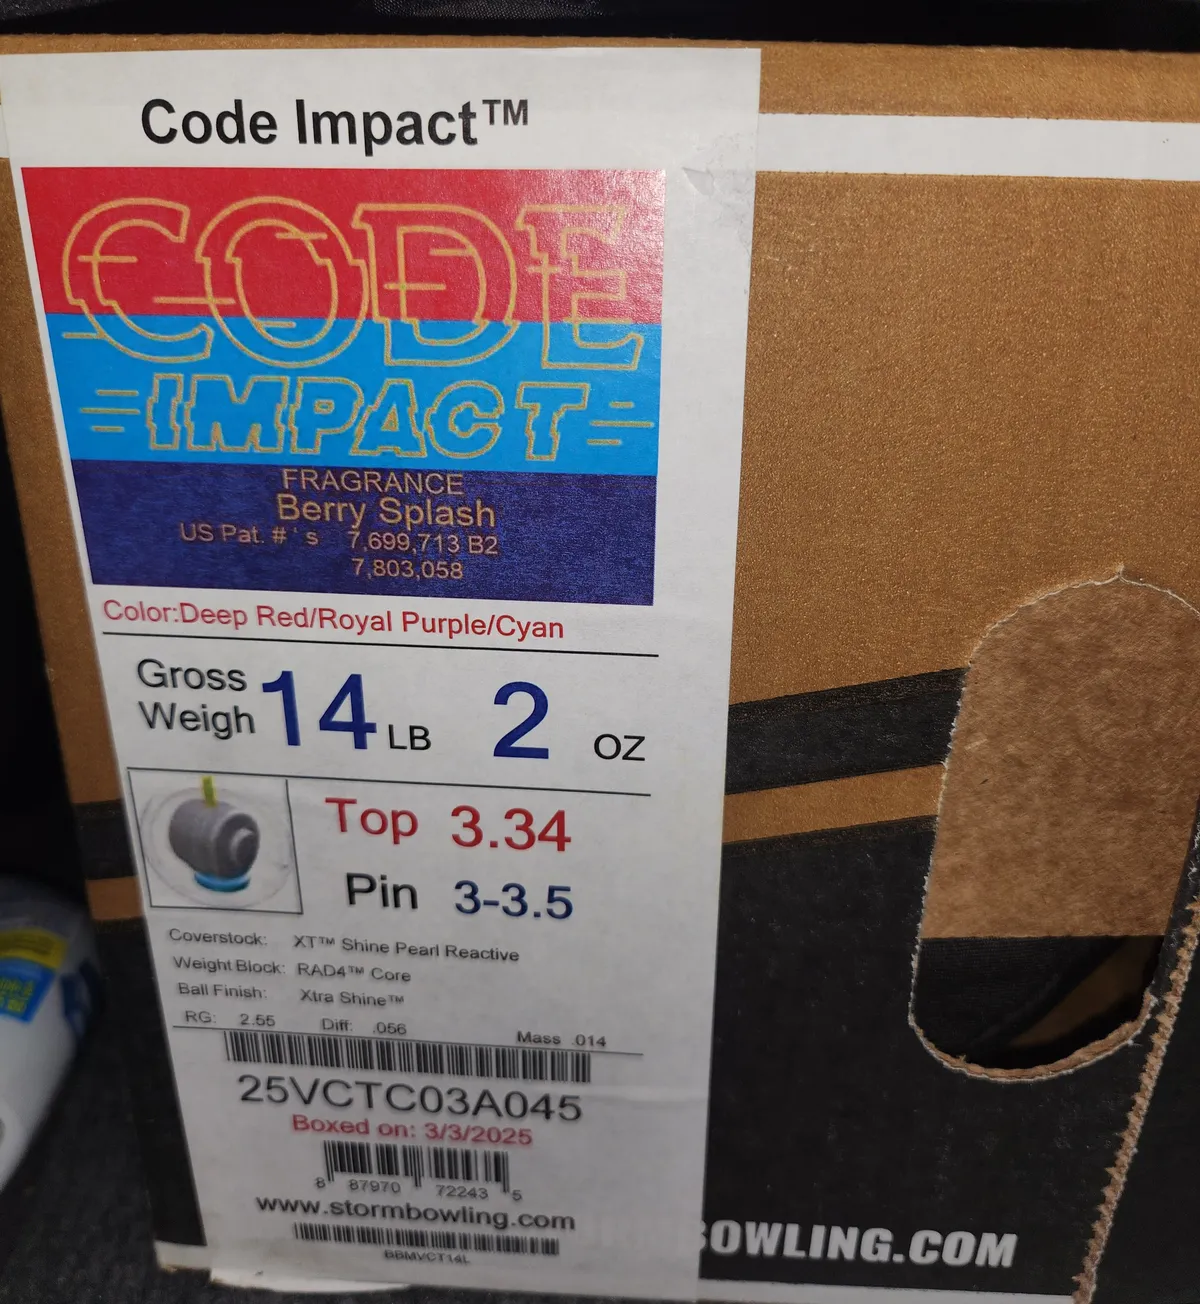 Code Impact™
CODE
IMPACT
FRAGRANCE
Berry Splash
US Pat. #'s 7,699,713 B2
7,803,058
Color:Deep Red/Royal Purple/Cyan
Gross
Weigh 14 LB 2 OZ
Top 3.34
Pin 3-3.5
Coverstock: XT™ Shine Pearl Reactive
Weight Block: RAD4™ Core
Ball Finish: Xtra Shine™
RG: 2.55 Diff: .056 Mass .014
25VCTC03A045
Boxed on: 3/3/2025
8 87970 72243 5
www.stormbowling.com
BBMVCT14L
BOWLING.COM